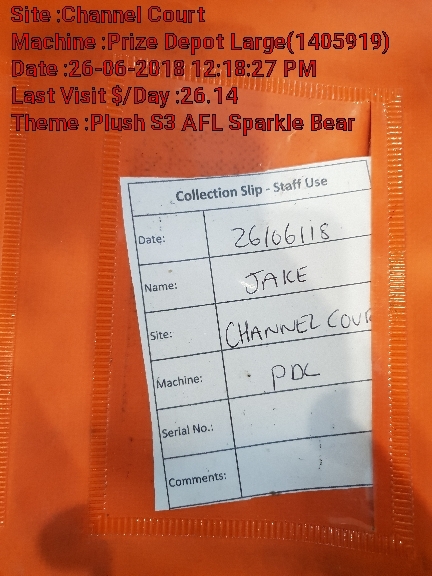 Site :Channel Court
Machine :Prize Depot Large(1405919)
Date :26-06-2018 12:18:27 PM
Last Visit $/Day :26.14
Theme :Plush S3 AFL Sparkle Bear
Collection Slip - Staff Use
Date: 26/06/18
Name: JAKE
Site: CHANNEL COUR
Machine: PDL
Serial No.:
Comments: